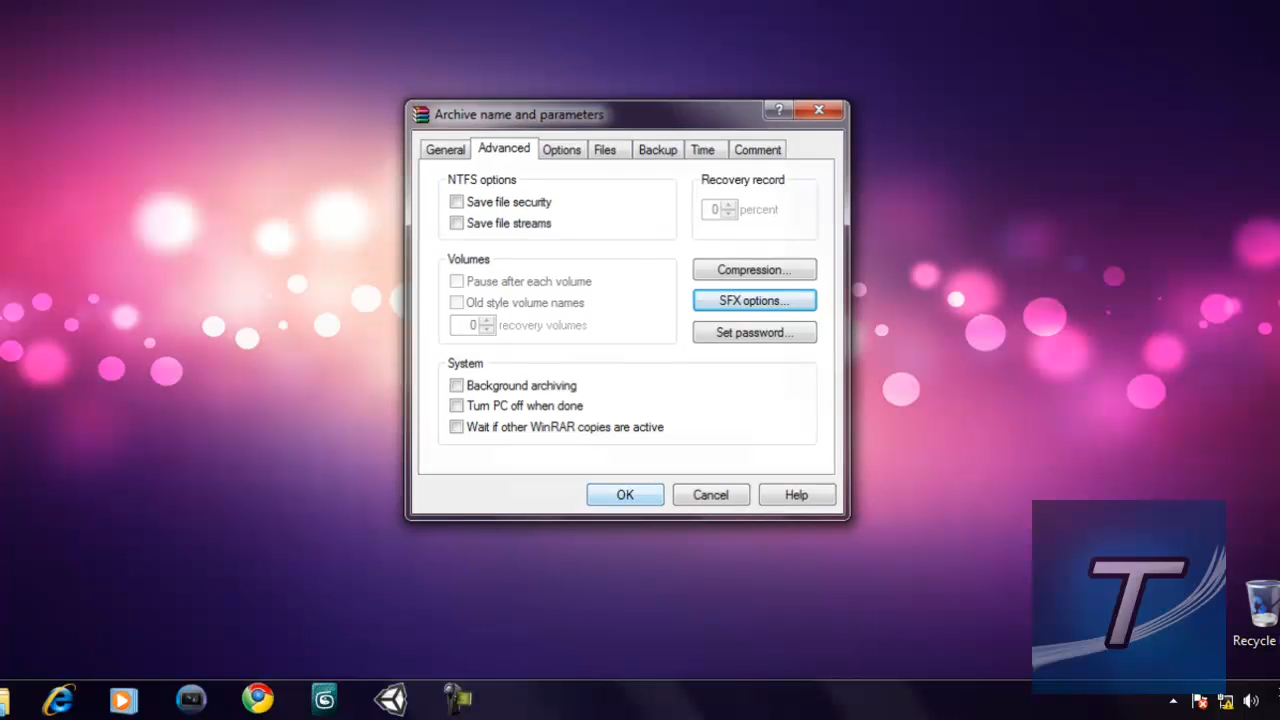 Archive name and parameters
General Advanced Options Files Backup Time Comment
NTFS options
Save file security
Save file streams
Recovery record
0 percent
Volumes
Pause after each volume
Old style volume names
0 recovery volumes
Compression...
SFX options...
Set password...
System
Background archiving
Turn PC off when done
Wait if other WinRAR copies are active
OK Cancel Help
T
Recycle